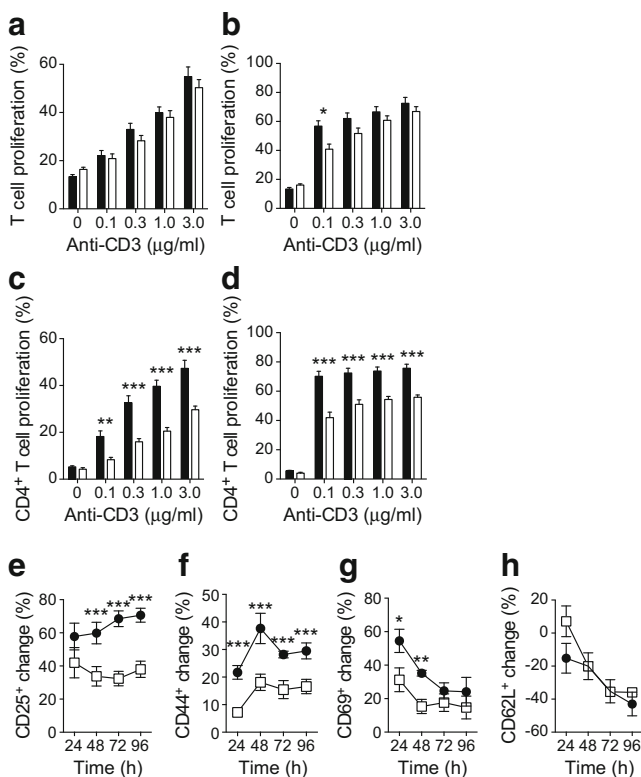 a
b
T cell proliferation (%)
60
40
20
0
0 0.1 0.3 1.0 3.0
Anti-CD3 (μg/ml)
T cell proliferation (%)
100
80
60
40
20
0
*
0 0.1 0.3 1.0 3.0
Anti-CD3 (μg/ml)
c
d
CD4+ T cell proliferation (%)
60
40
20
0
** *** *** ***
0 0.1 0.3 1.0 3.0
Anti-CD3 (μg/ml)
CD4+ T cell proliferation (%)
100
80
60
40
20
0
*** *** *** ***
0 0.1 0.3 1.0 3.0
Anti-CD3 (μg/ml)
e
f
g
h
CD25+ change (%)
80
60
40
20
0
*** *** ***
24 48 72 96
Time (h)
CD44+ change (%)
60
40
20
0
*** *** *** ***
24 48 72 96
Time (h)
CD69+ change (%)
80
60
40
20
0
* **
24 48 72 96
Time (h)
CD62L+ change (%)
20
0
-20
-40
-60
24 48 72 96
Time (h)